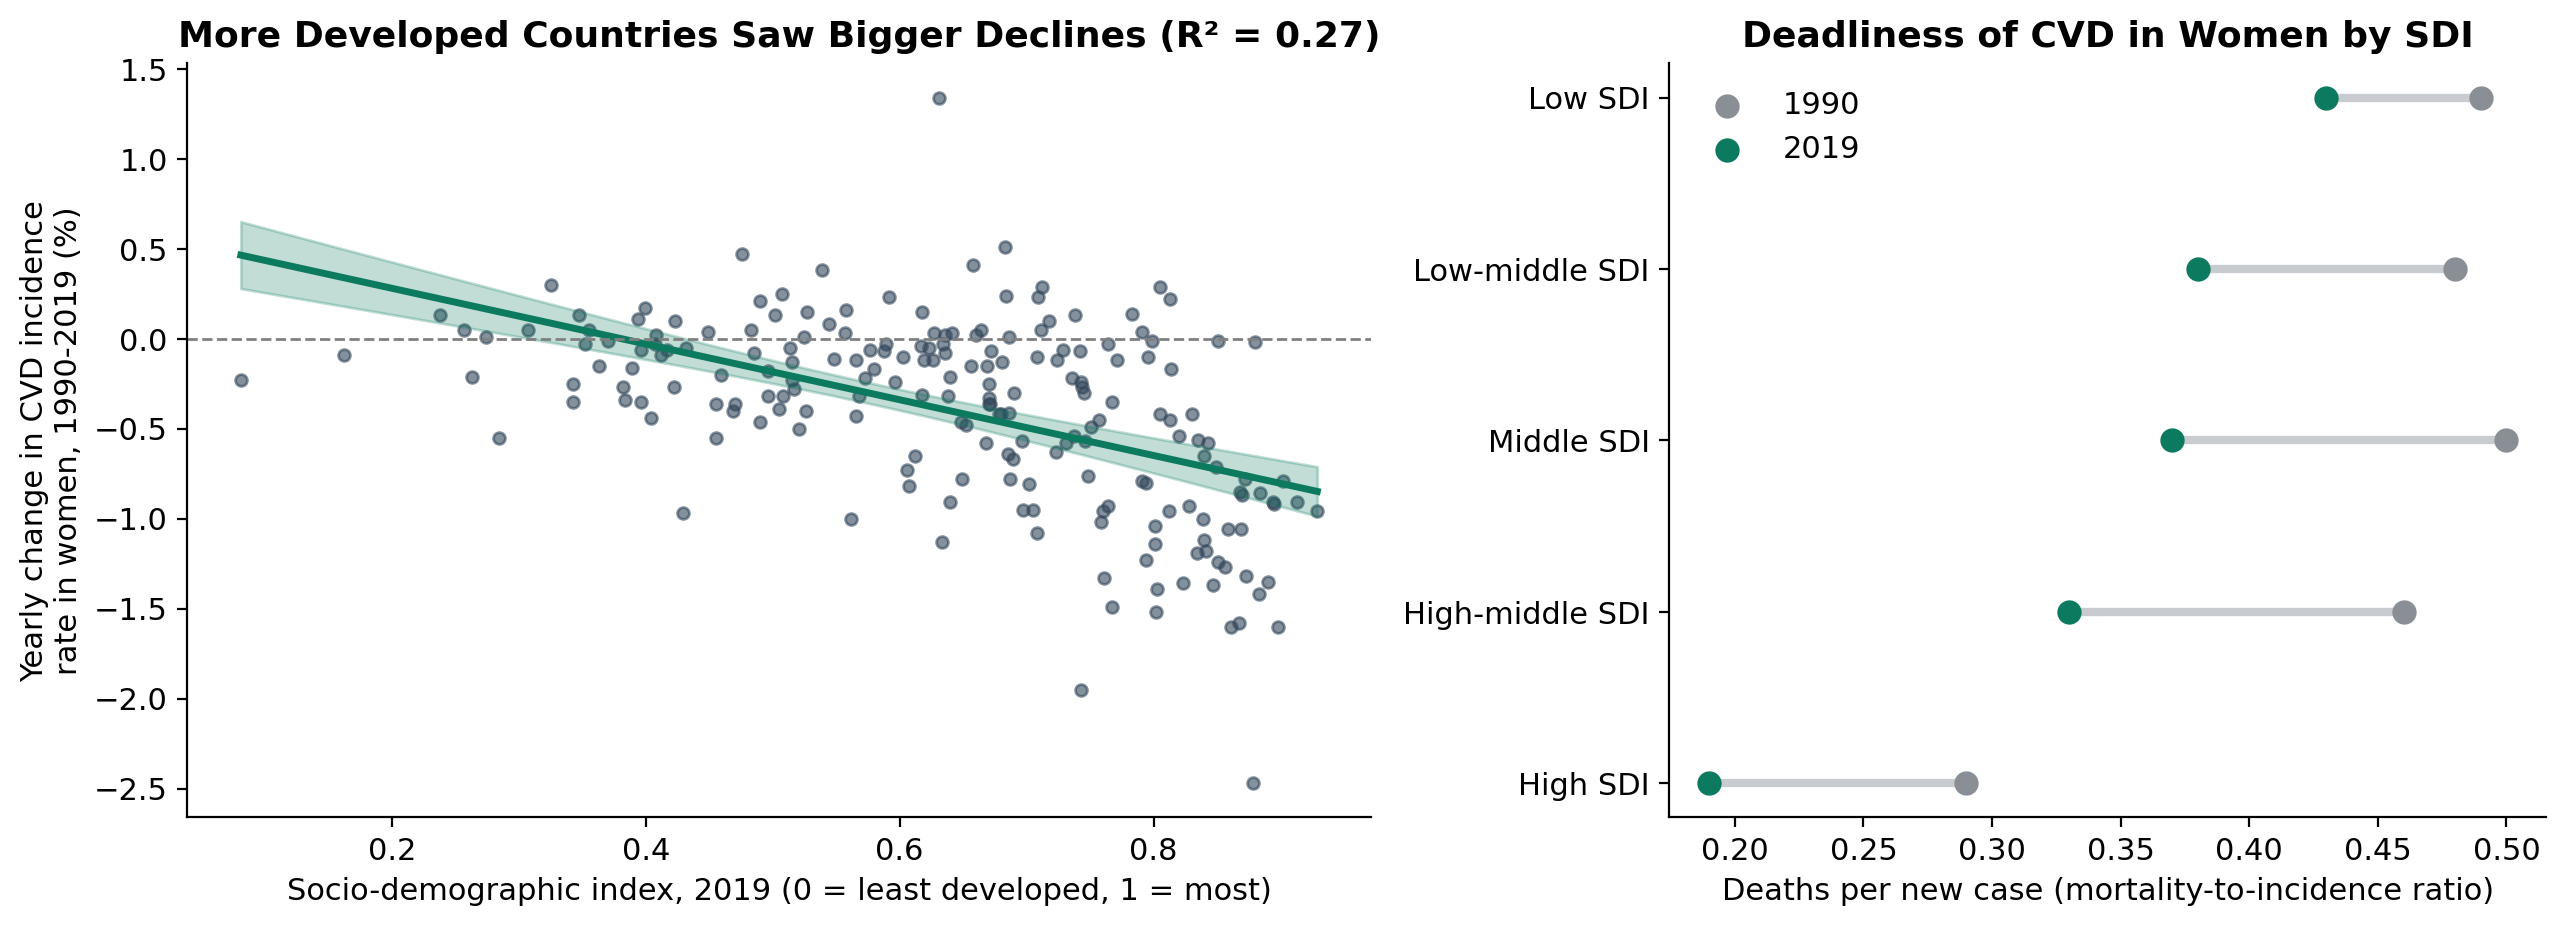 More Developed Countries Saw Bigger Declines (R² = 0.27)
Yearly change in CVD incidence
rate in women, 1990-2019 (%)
1.5
1.0
0.5
0.0
−0.5
−1.0
−1.5
−2.0
−2.5
0.2
0.4
0.6
0.8
Socio-demographic index, 2019 (0 = least developed, 1 = most)
Deadliness of CVD in Women by SDI
1990
2019
Low SDI
Low-middle SDI
Middle SDI
High-middle SDI
High SDI
0.20
0.25
0.30
0.35
0.40
0.45
0.50
Deaths per new case (mortality-to-incidence ratio)